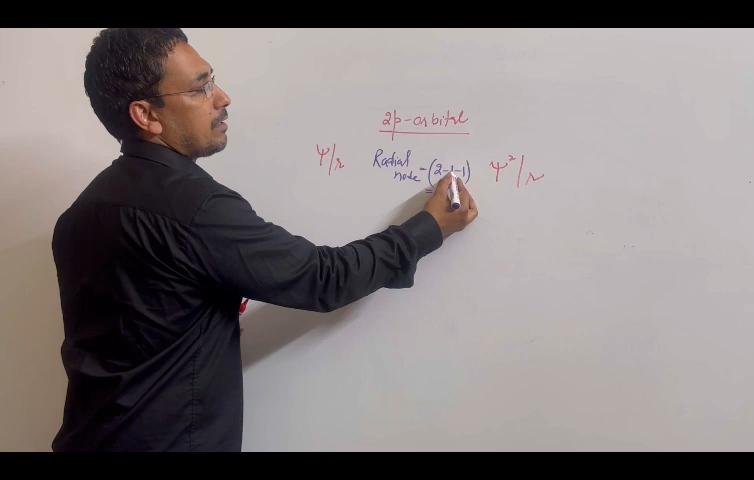 2p-orbital
Ψ/r Radial node = (2-1-1) Ψ²/r
=